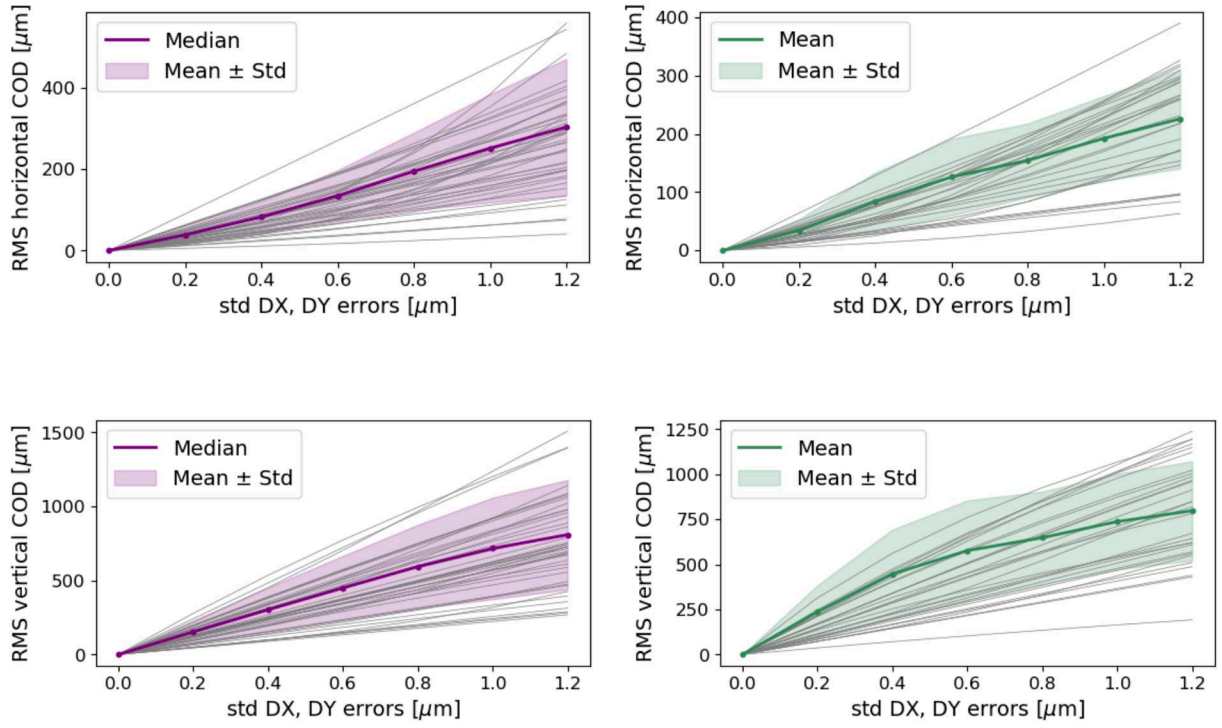 RMS horizontal COD [μm]
400
200
0
Median
Mean ± Std
0.0 0.2 0.4 0.6 0.8 1.0 1.2
std DX, DY errors [μm]
RMS horizontal COD [μm]
400
300
200
100
0
Mean
Mean ± Std
0.0 0.2 0.4 0.6 0.8 1.0 1.2
std DX, DY errors [μm]
RMS vertical COD [μm]
1500
1000
500
0
Median
Mean ± Std
0.0 0.2 0.4 0.6 0.8 1.0 1.2
std DX, DY errors [μm]
RMS vertical COD [μm]
1250
1000
750
500
250
0
Mean
Mean ± Std
0.0 0.2 0.4 0.6 0.8 1.0 1.2
std DX, DY errors [μm]